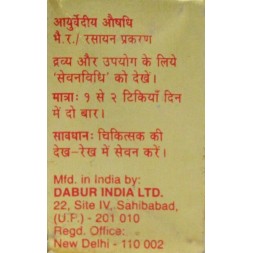 आयुर्वेदीय औषधि
भै.र./ रसायन प्रकरण
द्रव्य और उपयोग के लिये
'सेवनविधि' को देखें।
मात्राः १ से २ टिकियाँ दिन
में दो बार।
सावधानः चिकित्सक की
देख-रेख में सेवन करें।
Mfd. in India by:
DABUR INDIA LTD.
22, Site IV, Sahibabad,
(U.P.) - 201 010
Regd. Office:
New Delhi - 110 002